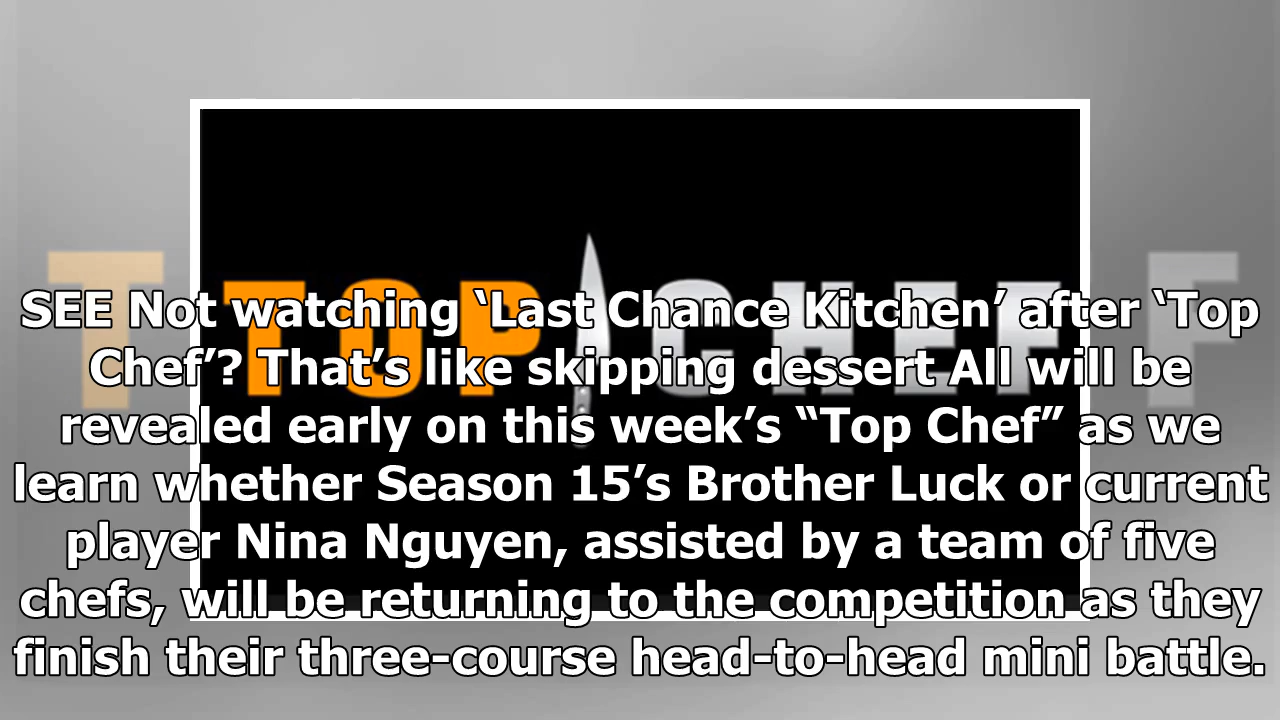 T TOP CHEF F
SEE Not watching ‘Last Chance Kitchen’ after ‘Top
Chef’? That’s like skipping dessert All will be
revealed early on this week’s “Top Chef” as we
learn whether Season 15’s Brother Luck or current
player Nina Nguyen, assisted by a team of five
chefs, will be returning to the competition as they
finish their three-course head-to-head mini battle.